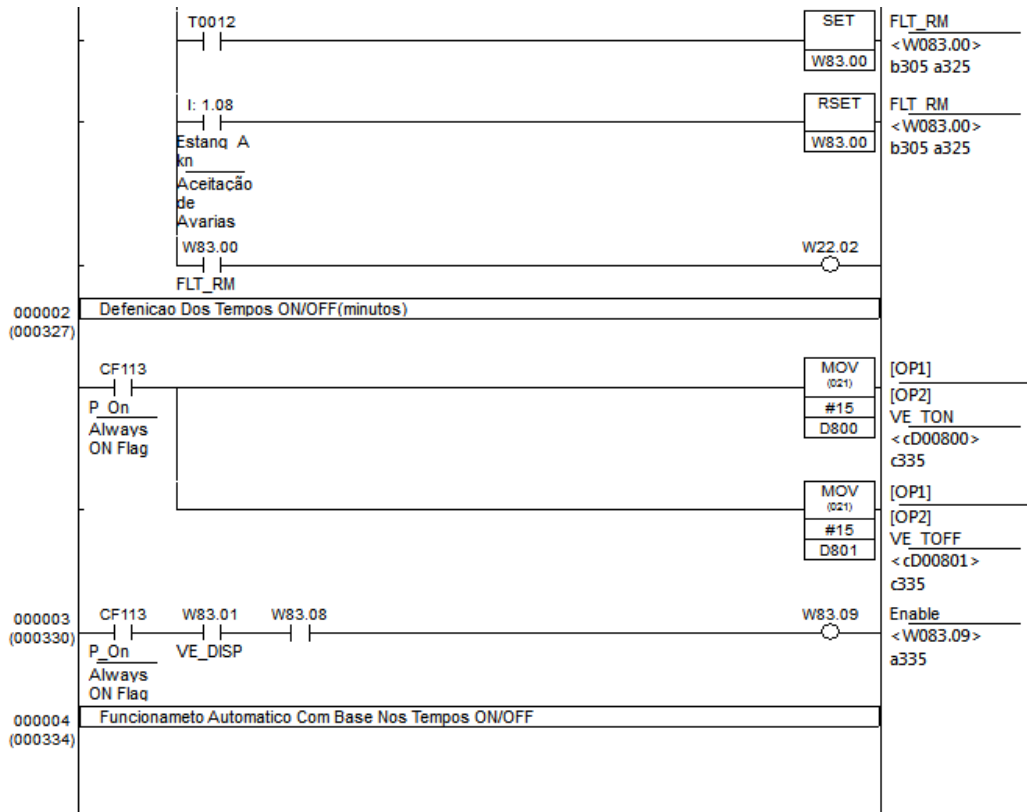 T0012
SET
FLT_RM
W83.00
<W083.00>
b305 a325
I: 1.08
RSET
FLT_RM
W83.00
<W083.00>
b305 a325
Estanq_A
kn
Aceitação
de
Avarias
W83.00
W22.02
FLT_RM
000002
(000327)
Defenicao Dos Tempos ON/OFF(minutos)
CF113
P_On
Always
ON Flag
MOV
(021)
#15
D800
[OP1]
[OP2]
VE_TON
<cD00800>
c335
MOV
(021)
#15
D801
[OP1]
[OP2]
VE_TOFF
<cD00801>
c335
000003
(000330)
CF113
W83.01
W83.08
W83.09
Enable
<W083.09>
a335
P_On
VE_DISP
Always
ON Flag
000004
(000334)
Funcionameto Automatico Com Base Nos Tempos ON/OFF